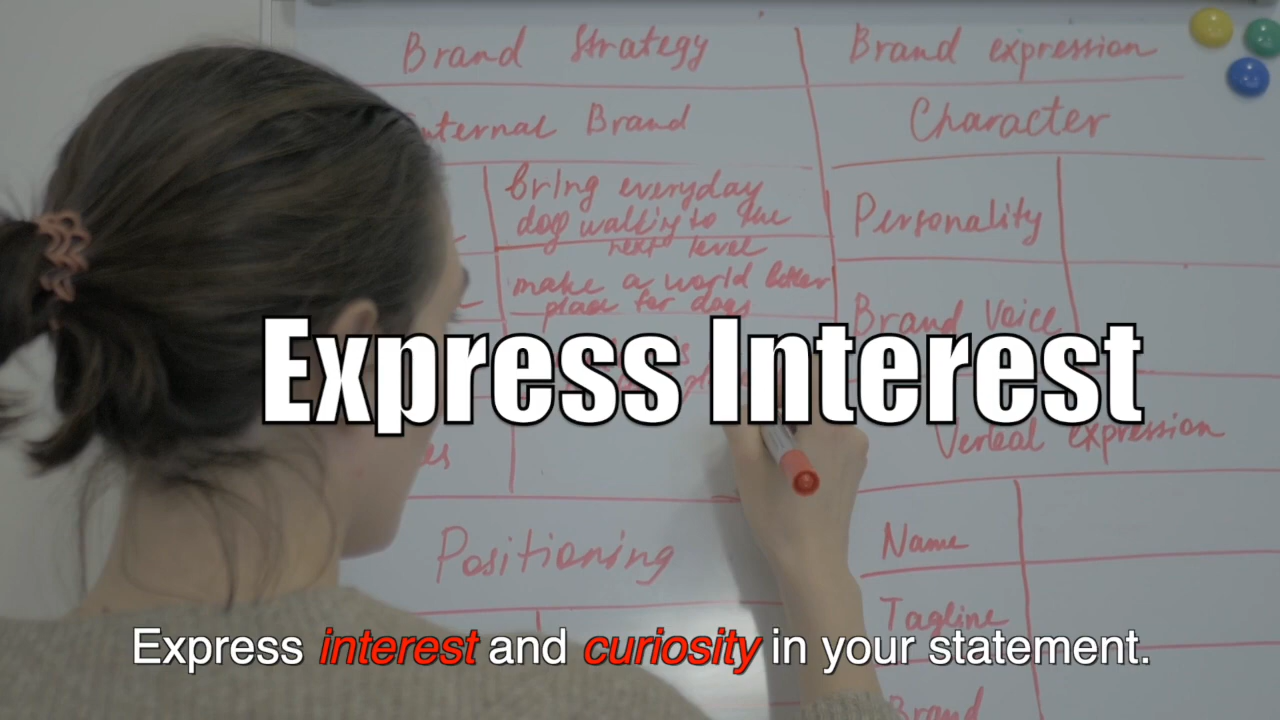 Brand Strategy
Brand expression
Internal Brand
Character
bring everyday
dog walking to the
next level
make a world better
place for dogs
Personality
Brand Voice
Express Interest
Verbal expression
Positioning
Name
Tagline
Express interest and curiosity in your statement.
Brand